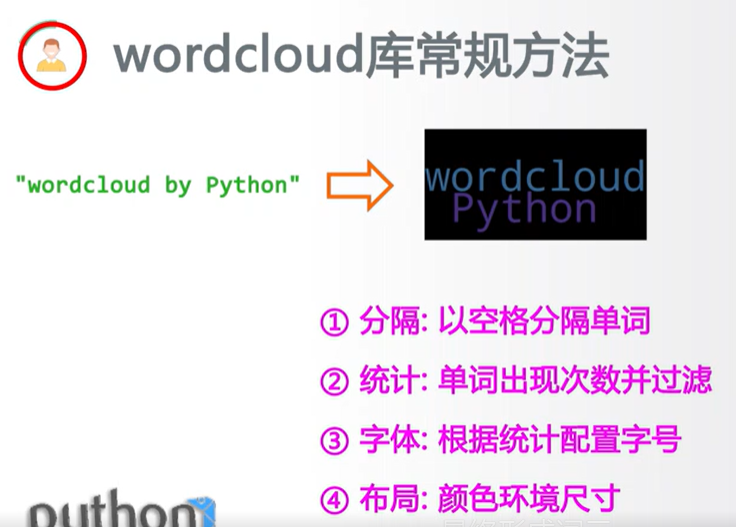 wordcloud库常规方法
"wordcloud by Python"
wordcloud
Python
① 分隔: 以空格分隔单词
② 统计: 单词出现次数并过滤
③ 字体: 根据统计配置字号
④ 布局: 颜色环境尺寸
python